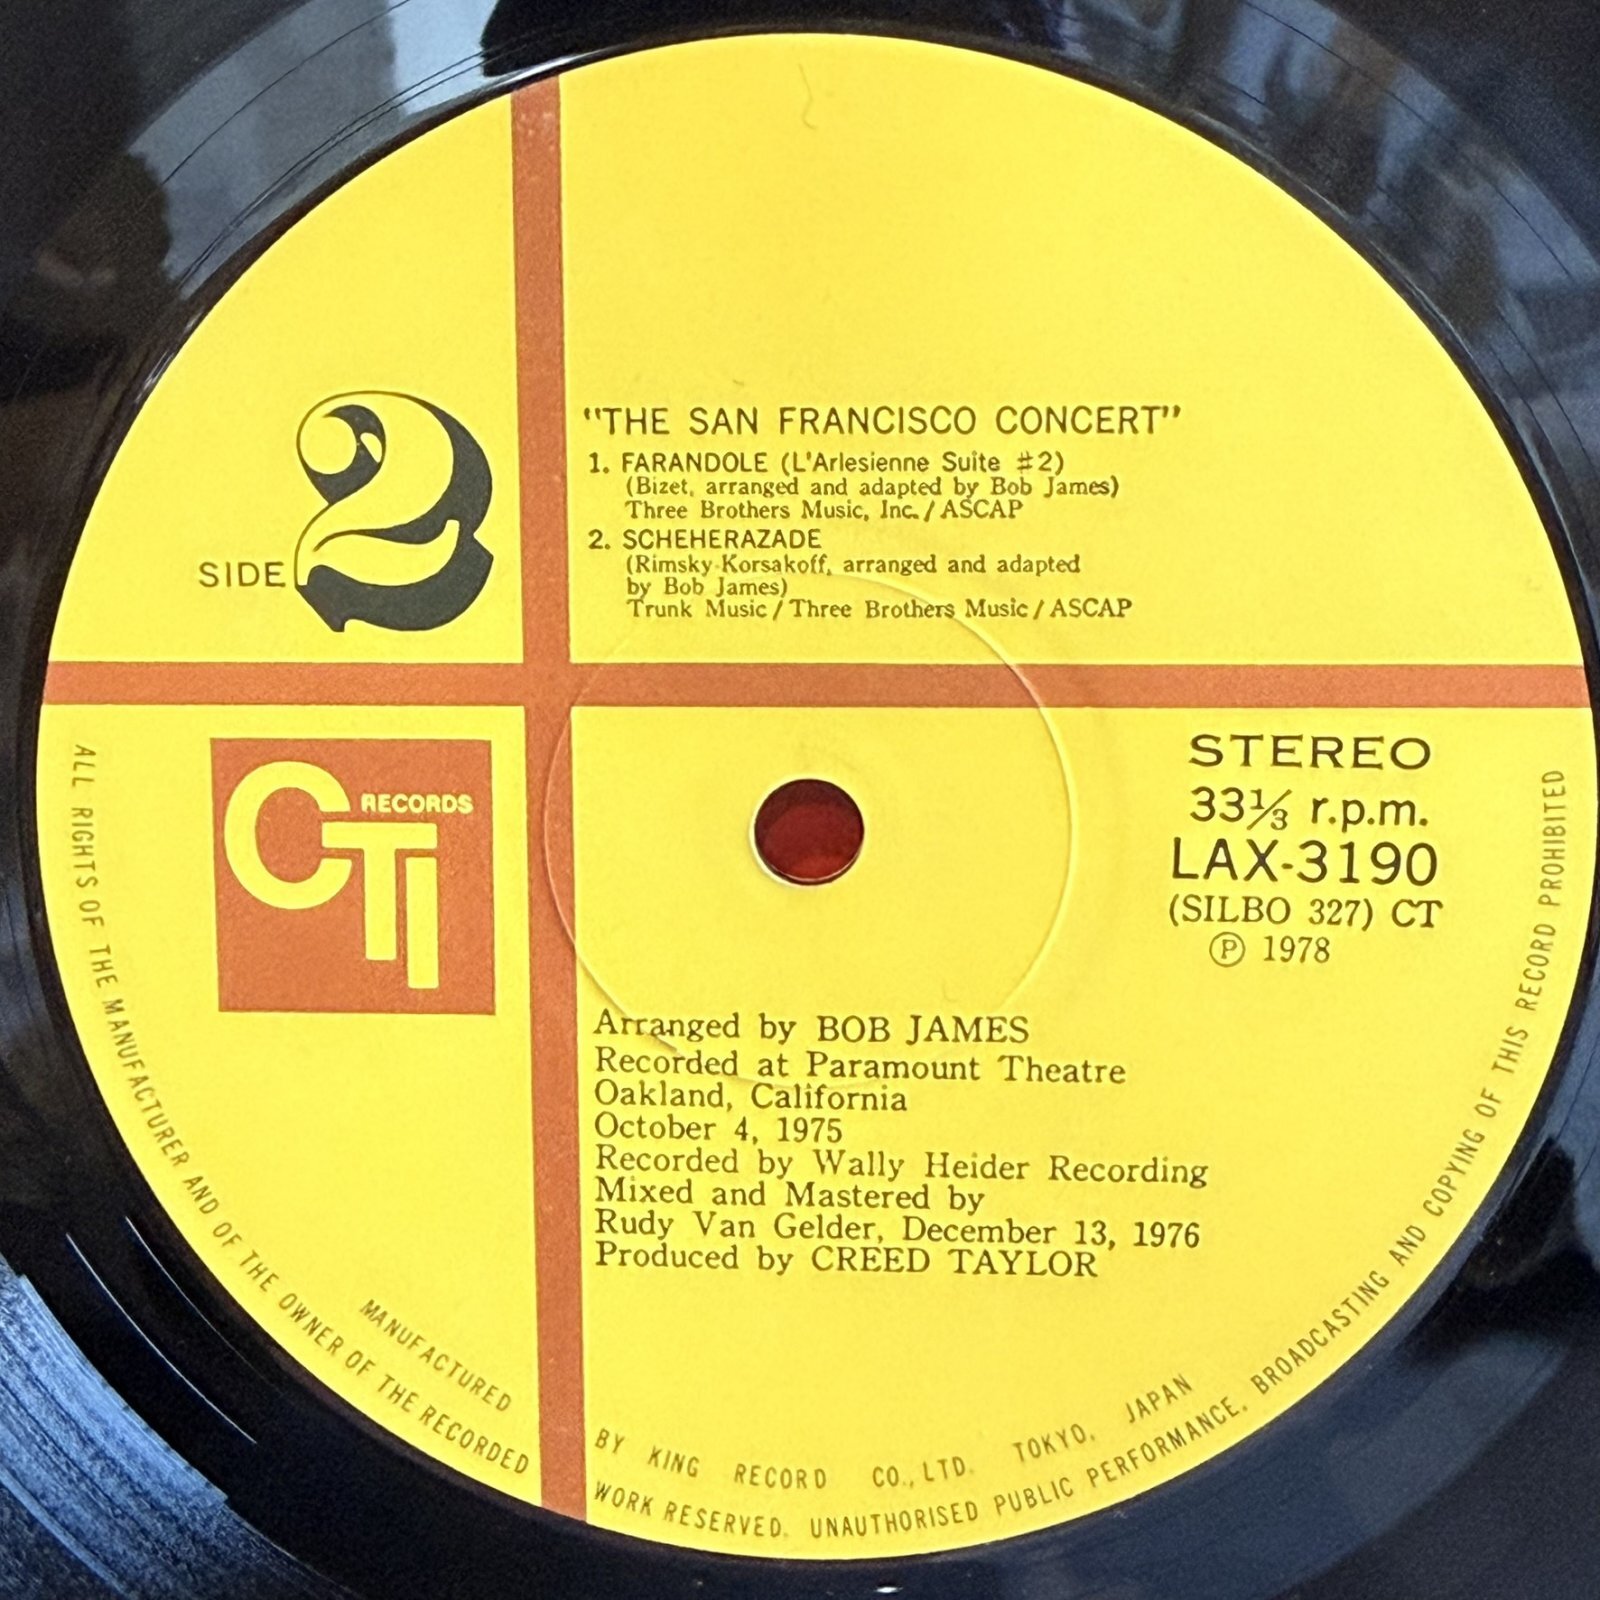 "THE SAN FRANCISCO CONCERT"
1. FARANDOLE (L'Arlesienne Suite #2)
(Bizet, arranged and adapted by Bob James)
Three Brothers Music, Inc./ASCAP
2. SCHEHERAZADE
(Rimsky-Korsakoff, arranged and adapted
by Bob James)
Trunk Music/Three Brothers Music/ASCAP
SIDE 2
CTI RECORDS
STEREO
33⅓ r.p.m.
LAX-3190
(SILBO 327) CT
Ⓟ 1978
Arranged by BOB JAMES
Recorded at Paramount Theatre
Oakland, California
October 4, 1975
Recorded by Wally Heider Recording
Mixed and Mastered by
Rudy Van Gelder, December 13, 1976
Produced by CREED TAYLOR
MANUFACTURED BY KING RECORD CO., LTD. TOKYO, JAPAN
ALL RIGHTS OF THE MANUFACTURER AND OF THE OWNER OF THE RECORDED WORK RESERVED. UNAUTHORISED PUBLIC PERFORMANCE, BROADCASTING AND COPYING OF THIS RECORD PROHIBITED